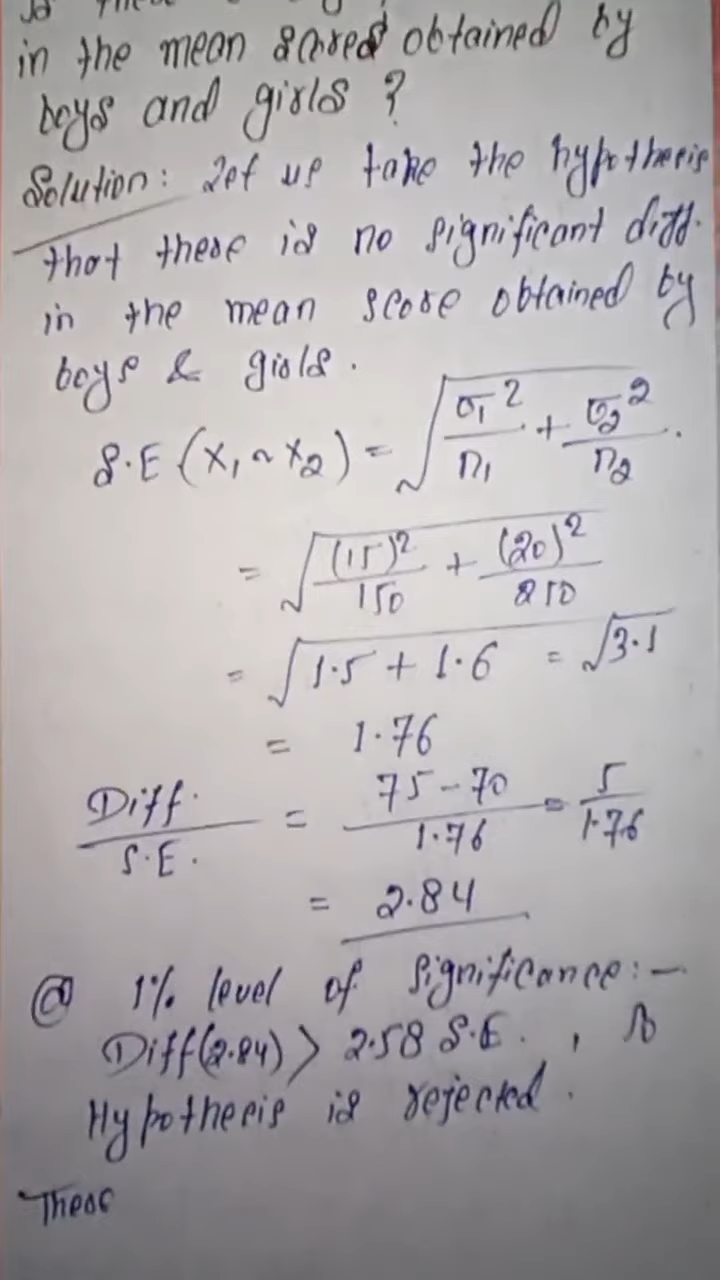 in the mean scores obtained by
boys and girls ?
Solution: Let us take the hypothesis
that there is no significant diff.
in the mean score obtained by
boys & girls.
S.E (x₁ ~ x₂) = √(σ₁²/n₁ + σ₂²/n₂).
= √((15)²/150 + (20)²/250)
= √(1.5 + 1.6) = √3.1
= 1.76
Diff./S.E. = (75-70)/1.76 = 5/1.76
= 2.84
@ 1% level of significance:-
Diff(2.84) > 2.58 S.E. , So
Hypothesis is rejected.